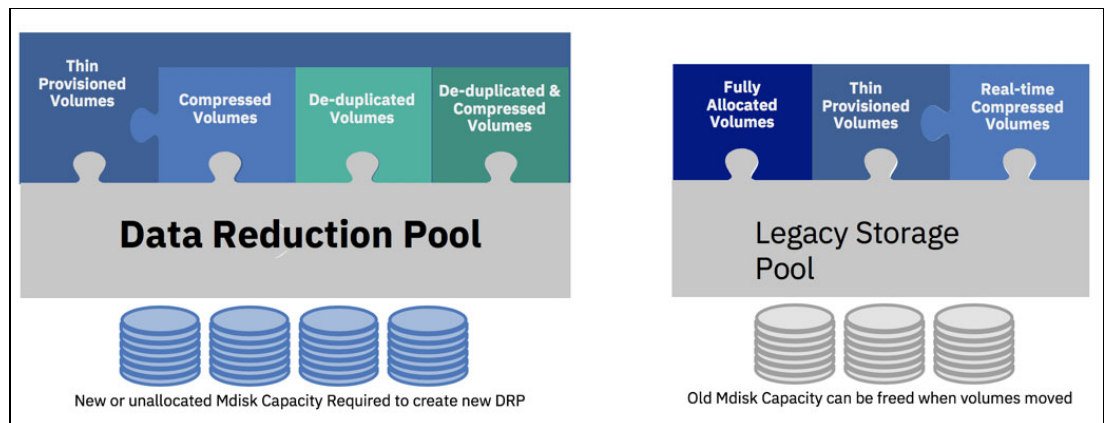 Thin
Provisioned
Volumes
Compressed
Volumes
De-duplicated
Volumes
De-duplicated &
Compressed
Volumes
Data Reduction Pool
New or unallocated Mdisk Capacity Required to create new DRP
Fully
Allocated
Volumes
Thin
Provisioned
Volumes
Real-time
Compressed
Volumes
Legacy Storage
Pool
Old Mdisk Capacity can be freed when volumes moved